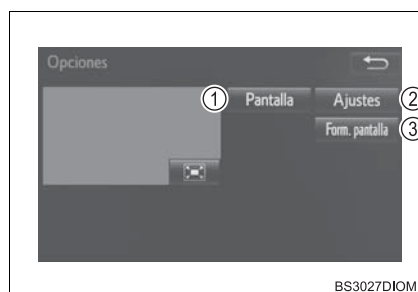 Opciones
① Pantalla Ajustes ②
Form. pantalla ③
BS3027DIOM